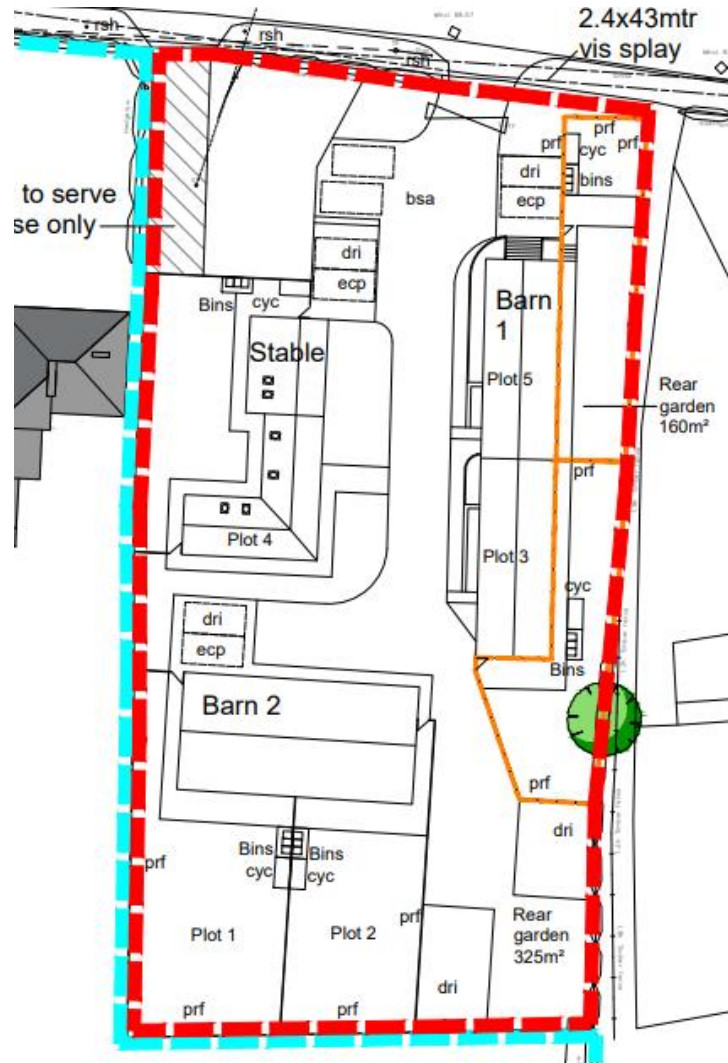 rsh
rsh
rsh
2.4x43mtr
vis splay
prf
prf
prf
cyc
bins
dri
ecp
bsa
to serve
se only
dri
ecp
Bins
cyc
Barn
1
Stable
Plot 5
Rear
garden
160m²
prf
Plot 4
Plot 3
cyc
Bins
dri
ecp
Barn 2
prf
dri
Bins
Bins
cyc
cyc
prf
Plot 1
Plot 2
prf
Rear
garden
325m²
dri
prf
prf